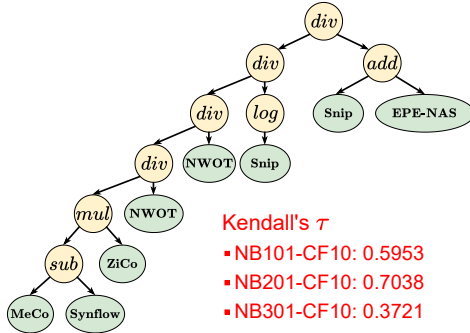 div
div
add
div
log
Snip
EPE-NAS
div
NWOT
Snip
mul
NWOT
sub
ZiCo
MeCo
Synflow
Kendall's τ
▪NB101-CF10: 0.5953
▪NB201-CF10: 0.7038
▪NB301-CF10: 0.3721